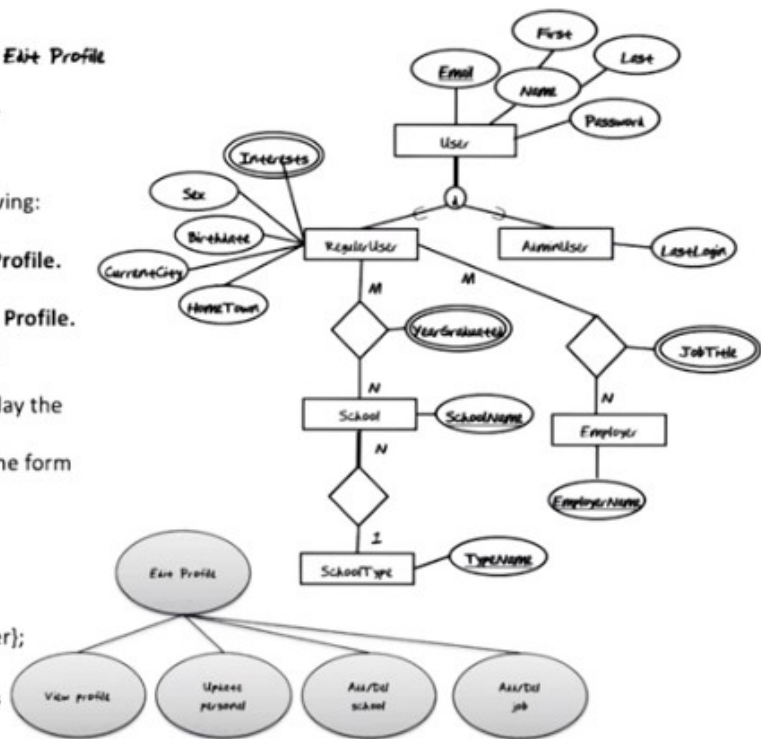 Edit Profile
ving:
Profile.
Profile.
lay the
he form
er};
s
First
Last
Email
Name
Password
User
d
Interests
Sex
Birthdate
CurrentCity
HomeTown
RegularUser
AdminUser
LastLogin
M
M
YearGraduated
JobTitle
N
N
School
SchoolName
Employer
N
EmployerName
1
SchoolType
TypeName
Edit Profile
View profile
Update
personal
Add/Del
school
Add/Del
job